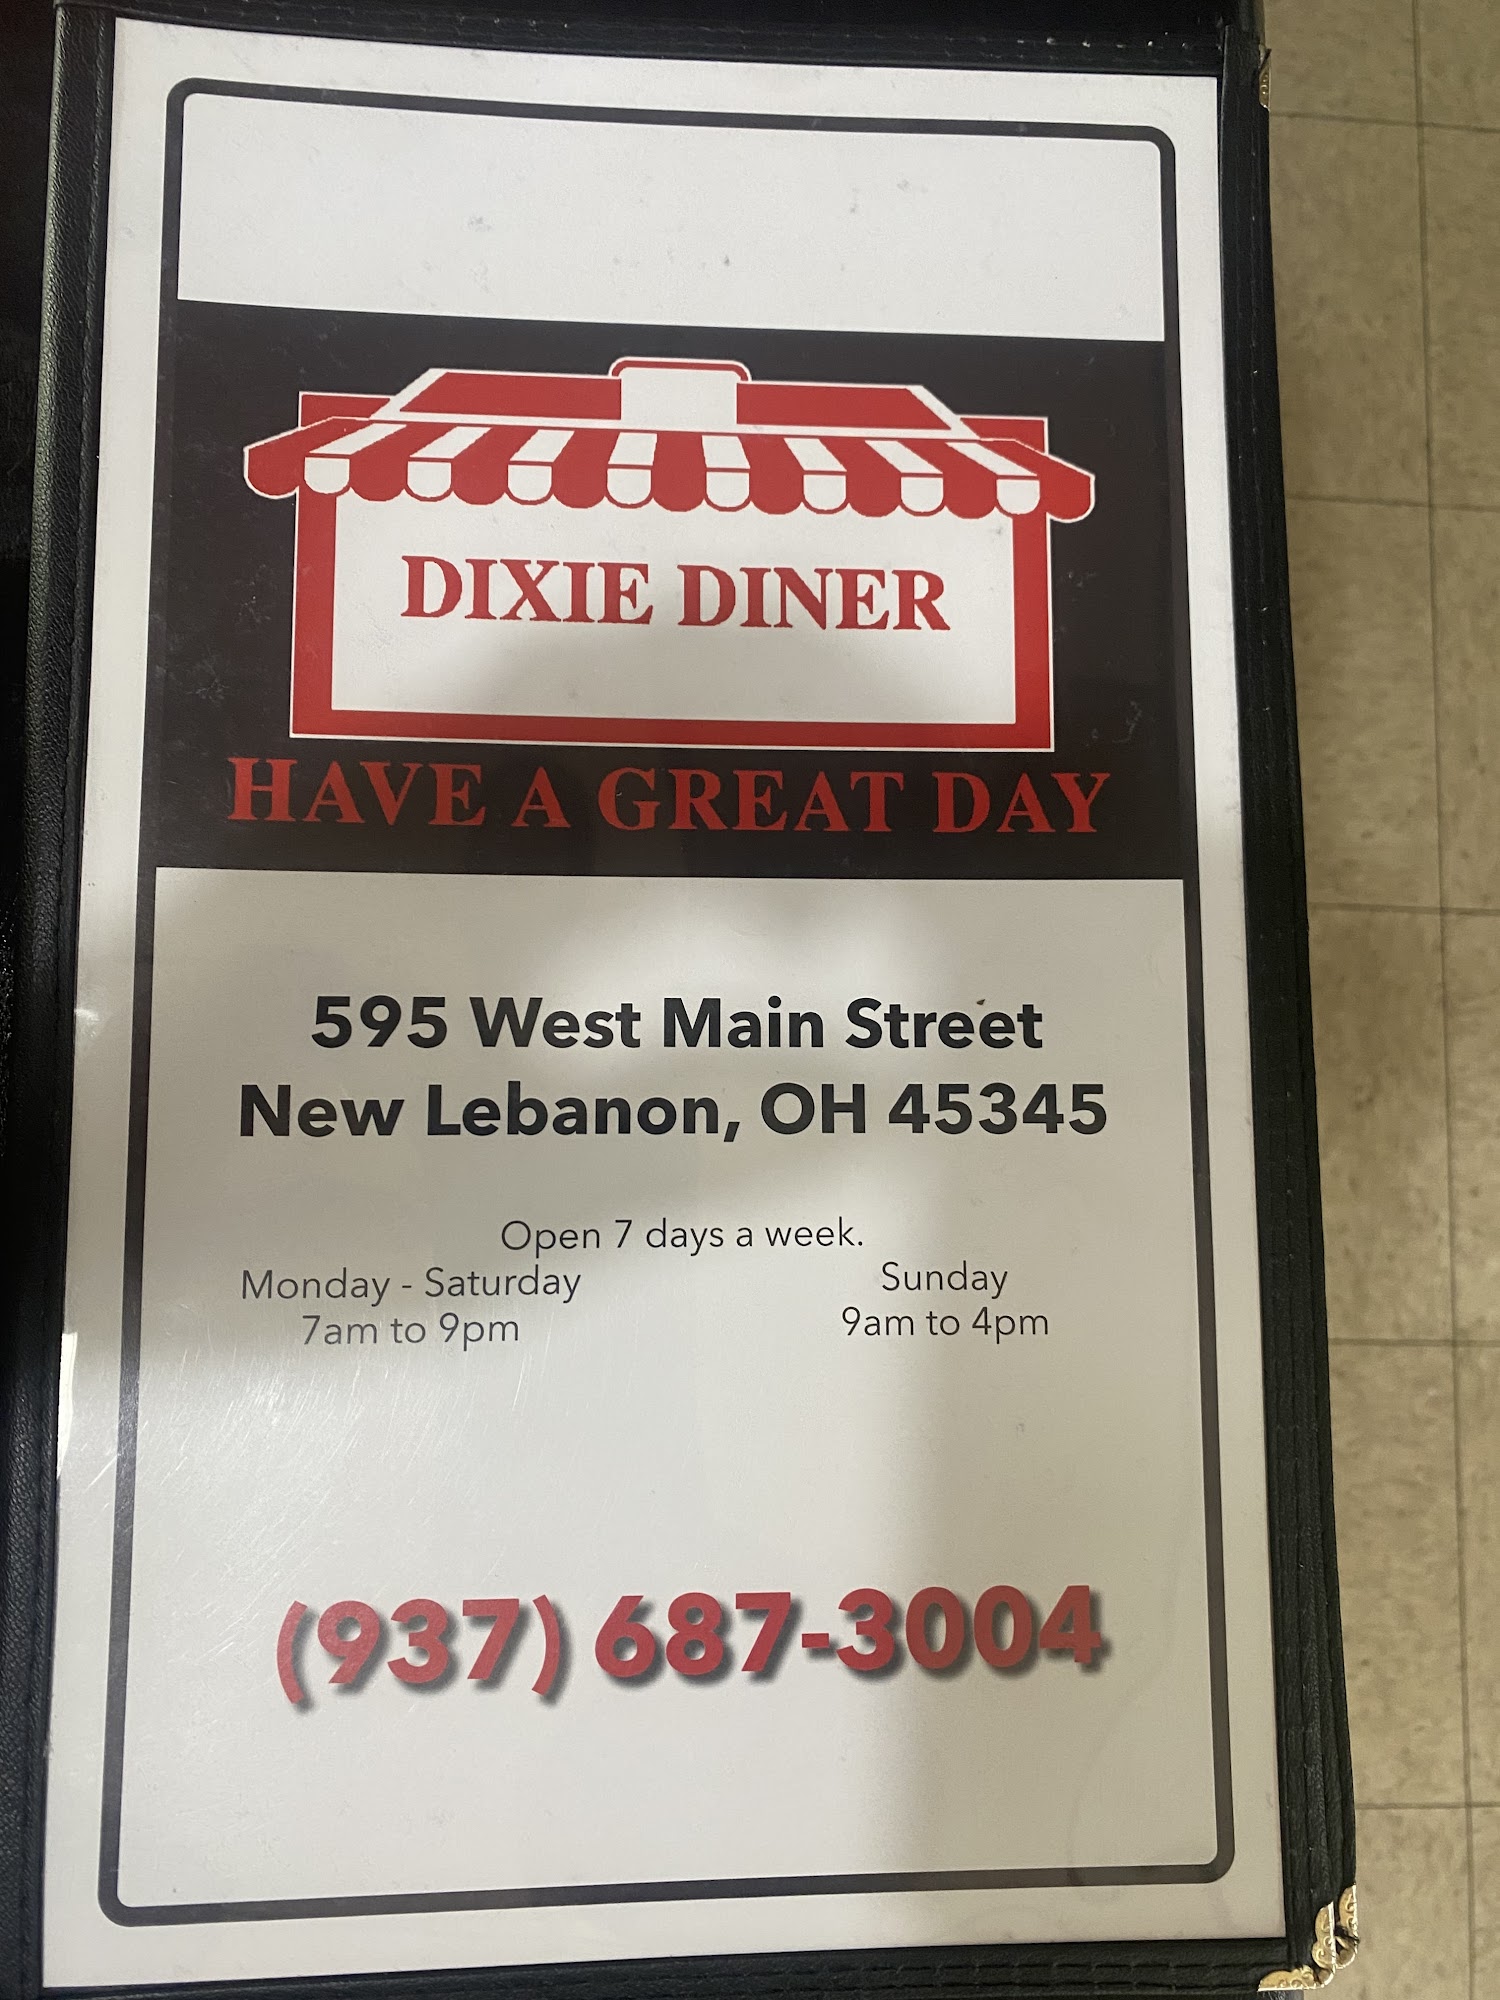 DIXIE DINER
HAVE A GREAT DAY
595 West Main Street
New Lebanon, OH 45345
Open 7 days a week.
Monday - Saturday
7am to 9pm
Sunday
9am to 4pm
(937) 687-3004